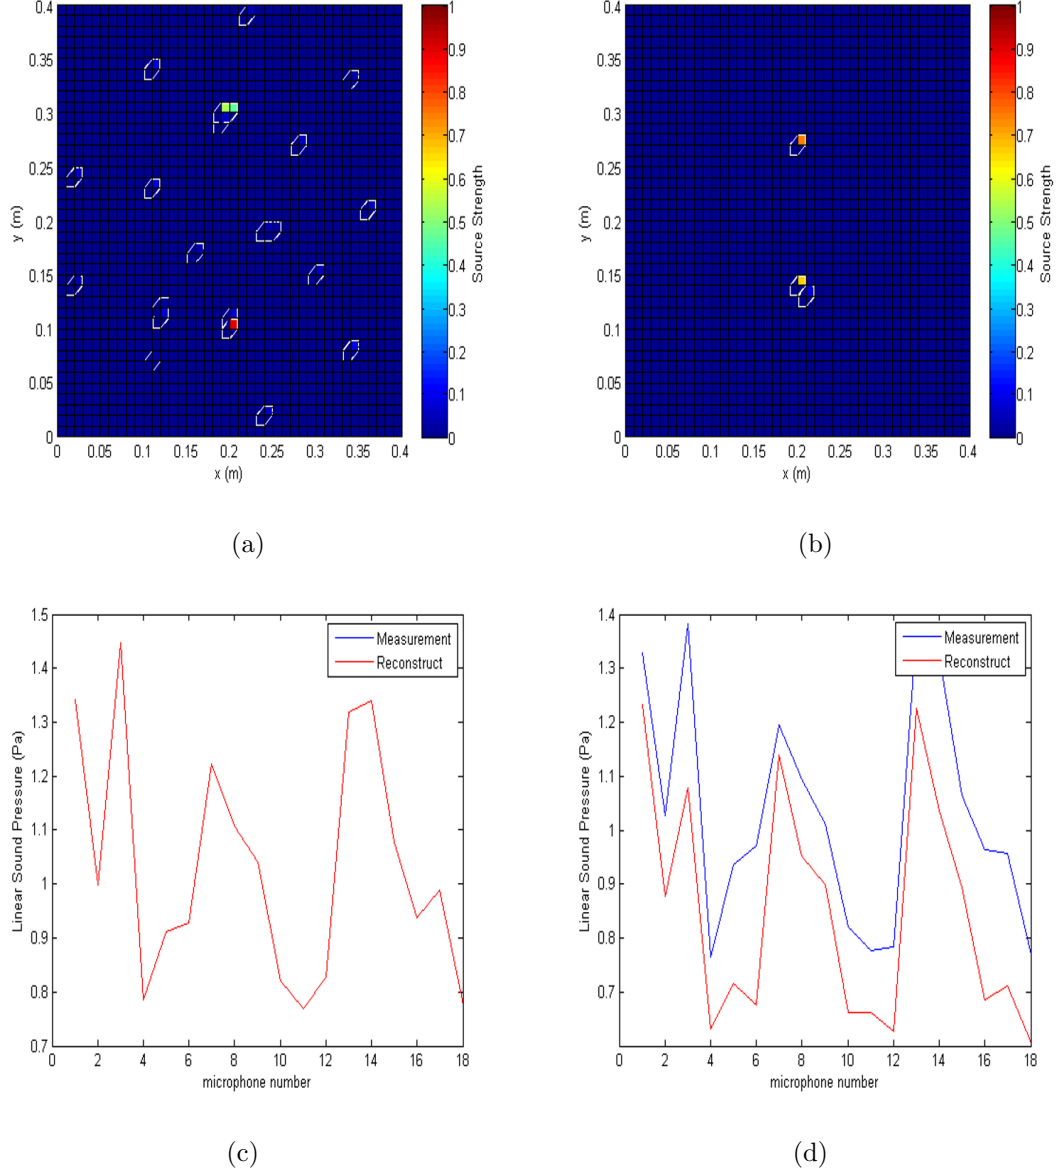 0.4
0.35
0.3
0.25
0.2
0.15
0.1
0.05
0
y (m)
0 0.05 0.1 0.15 0.2 0.25 0.3 0.35 0.4
x (m)
1
0.9
0.8
0.7
0.6
0.5
0.4
0.3
0.2
0.1
0
Source Strength
(a)
0.4
0.35
0.3
0.25
0.2
0.15
0.1
0.05
0
y (m)
0 0.05 0.1 0.15 0.2 0.25 0.3 0.35 0.4
x (m)
1
0.9
0.8
0.7
0.6
0.5
0.4
0.3
0.2
0.1
0
Source Strength
(b)
1.5
1.4
1.3
1.2
1.1
1
0.9
0.8
0.7
Linear Sound Pressure (Pa)
Measurement
Reconstruct
0 2 4 6 8 10 12 14 16 18
microphone number
(c)
1.4
1.3
1.2
1.1
1
0.9
0.8
0.7
Linear Sound Pressure (Pa)
Measurement
Reconstruct
0 2 4 6 8 10 12 14 16 18
microphone number
(d)